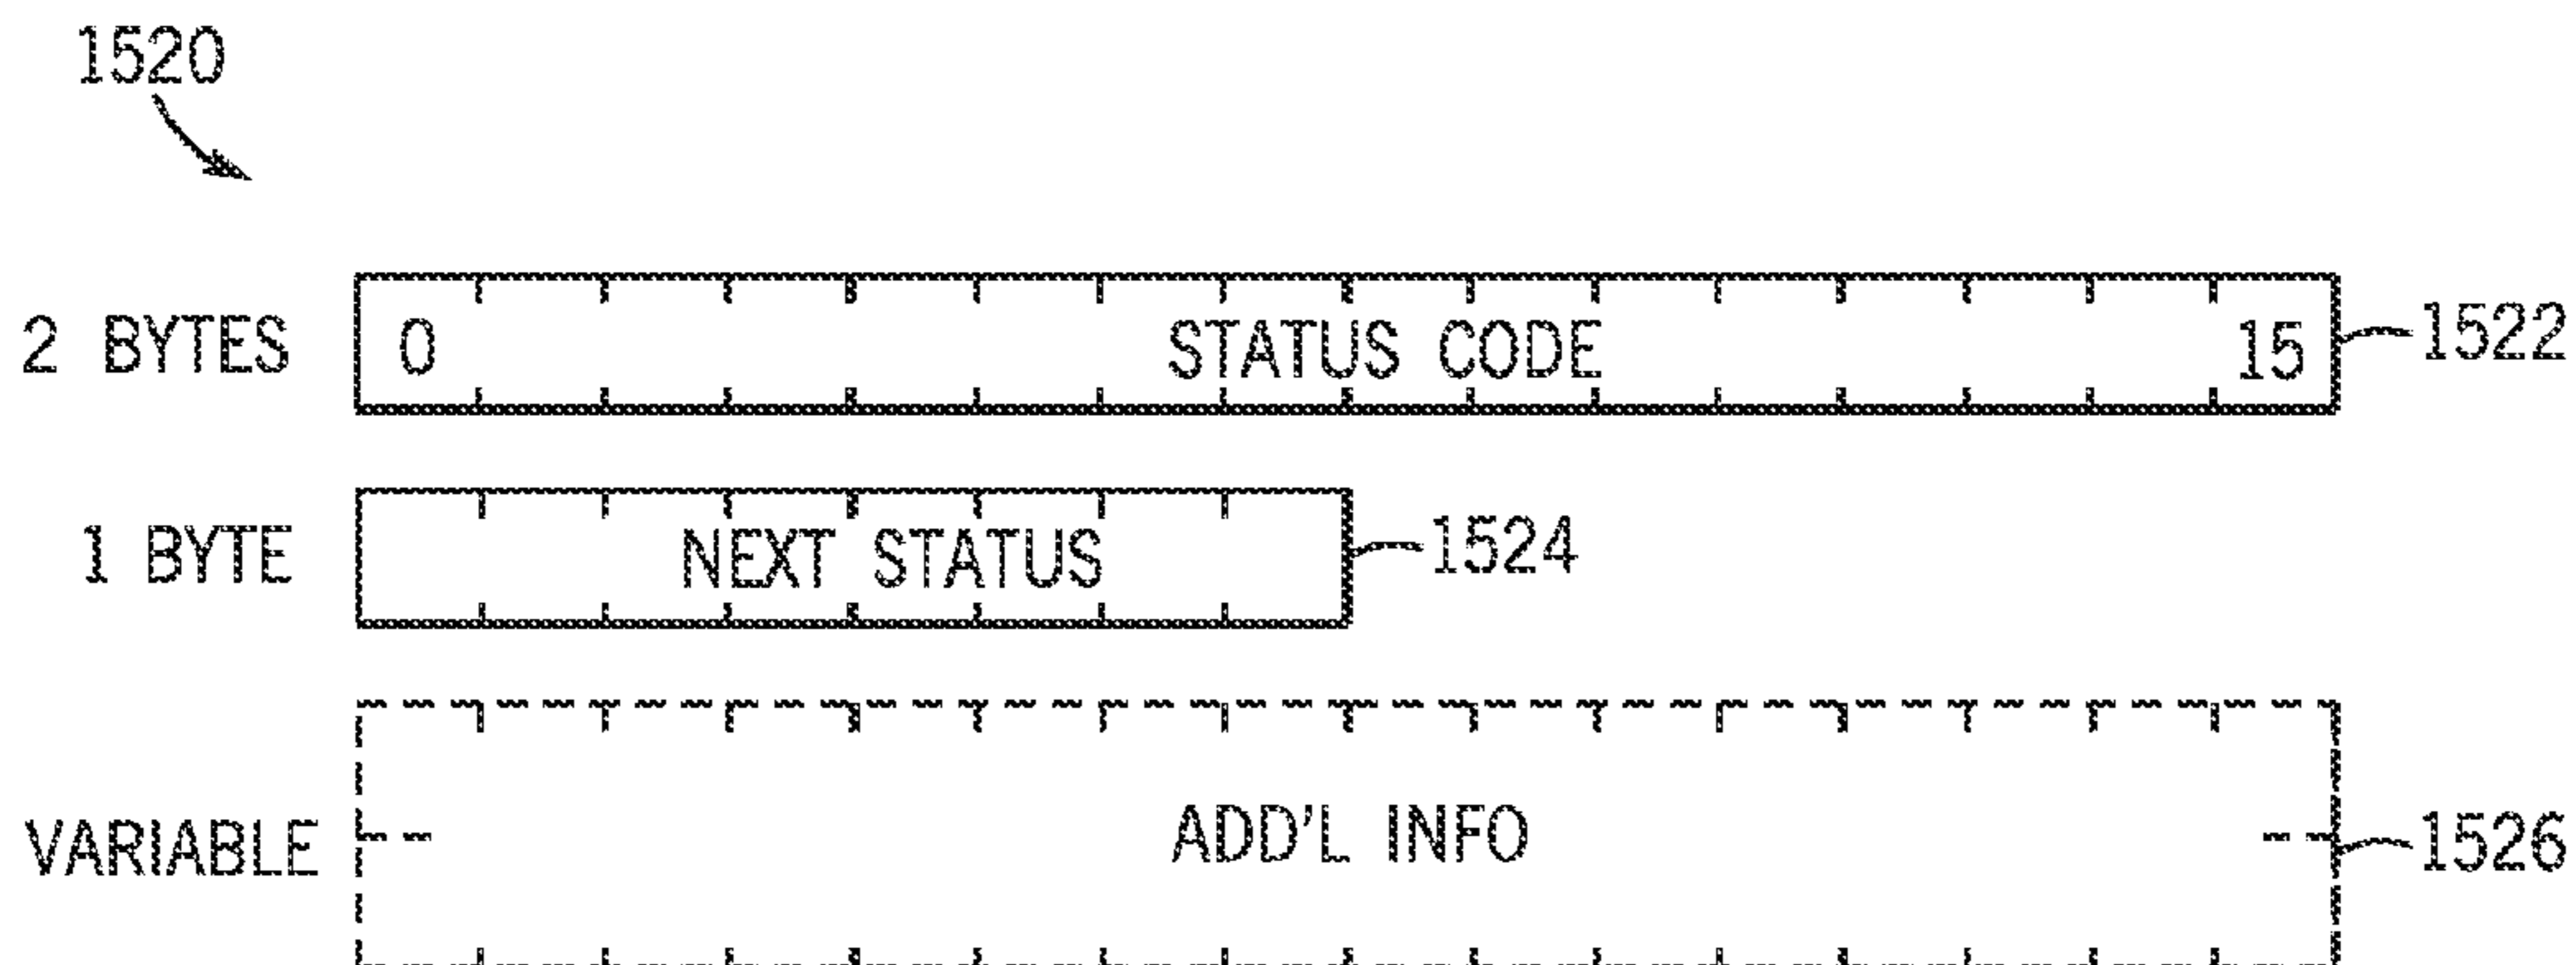 1520
2 BYTES 0 STATUS CODE 15 1522
1 BYTE NEXT STATUS 1524
VARIABLE ADD'L INFO 1526